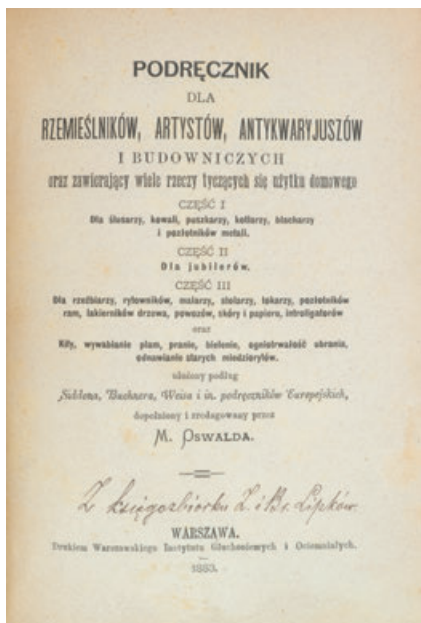 PODRĘCZNIK
DLA
RZEMIEŚLNIKÓW, ARTYSTÓW, ANTYKWARYJUSZÓW
I BUDOWNICZYCH
oraz zawierający wiele rzeczy tyczących się użytku domowego
CZĘŚĆ I
Dla ślusarzy, kowali, puszkarzy, kotlarzy, blacharzy
i pozłotników metali.
CZĘŚĆ II
Dla jubilerów.
CZĘŚĆ III
Dla rzeźbiarzy, rytowników, malarzy, stolarzy, tokarzy, pozłotników
ram, lakierników drzewa, powozów, skóry i papieru, introligatorów
oraz
Kity, wywabianie plam, pranie, bielenie, ogniotrwałość ubrania,
odnawianie starych miedziorytów.
ułożony podług
Buchnera, Weisa i in. podręczników Europejskich,
dopełniony i zredagowany przez
M. OSWALDA.
Z księgozbiorku Z. i Br. Lipków.
WARSZAWA.
Drukiem Warszawskiego Instytutu Głuchoniemych i Ociemniałych.
1883.